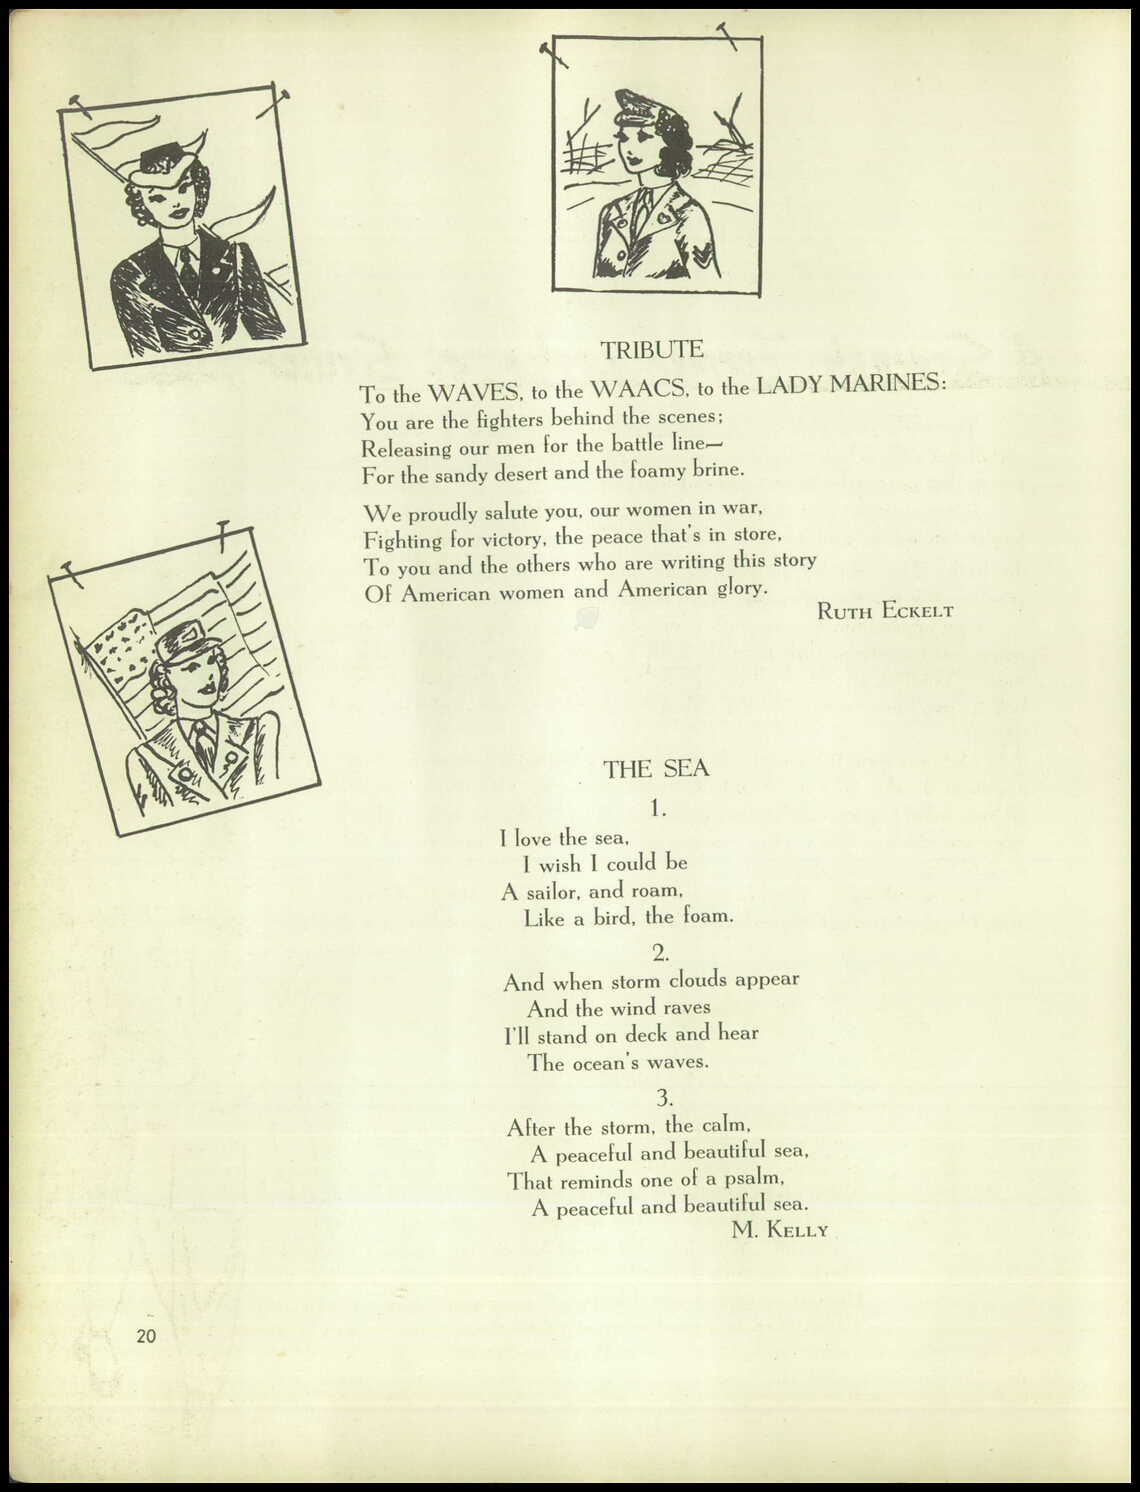 TRIBUTE
To the WAVES, to the WAACS, to the LADY MARINES:
You are the fighters behind the scenes;
Releasing our men for the battle line—
For the sandy desert and the foamy brine.
We proudly salute you, our women in war,
Fighting for victory, the peace that's in store,
To you and the others who are writing this story
Of American women and American glory.
RUTH ECKELT
THE SEA
1.
I love the sea,
I wish I could be
A sailor, and roam,
Like a bird, the foam.
2.
And when storm clouds appear
And the wind raves
I'll stand on deck and hear
The ocean's waves.
3.
After the storm, the calm,
A peaceful and beautiful sea,
That reminds one of a psalm,
A peaceful and beautiful sea.
M. KELLY
20